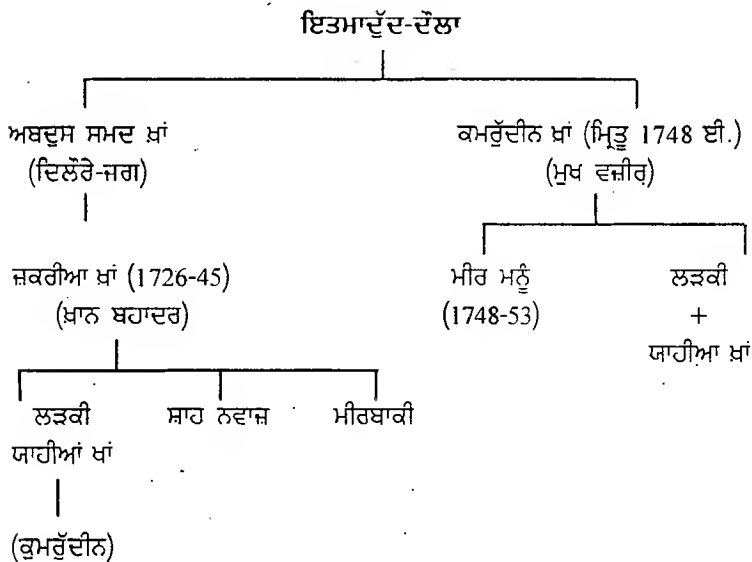 ਇਤਮਾਦੁੱਦ-ਦੌਲਾ
ਅਬਦੁਸ ਸਮਦ ਖ਼ਾਂ
(ਦਿਲੌਰੇ-ਜਗ)
ਕਮਰੁੱਦੀਨ ਖ਼ਾਂ (ਮ੍ਰਿਤੂ 1748 ਈ.)
(ਮੁਖ ਵਜ਼ੀਰ)
ਜ਼ਕਰੀਆ ਖ਼ਾਂ (1726-45)
(ਖ਼ਾਨ ਬਹਾਦਰ)
ਮੀਰ ਮਨੂੰ
(1748-53)
ਲੜਕੀ
+
ਯਾਹੀਆ ਖ਼ਾਂ
ਲੜਕੀ
ਯਾਹੀਆਂ ਖਾਂ
ਸ਼ਾਹ ਨਵਾਜ਼
ਮੀਰਬਾਕੀ
(ਕੁਮਰੁੱਦੀਨ)